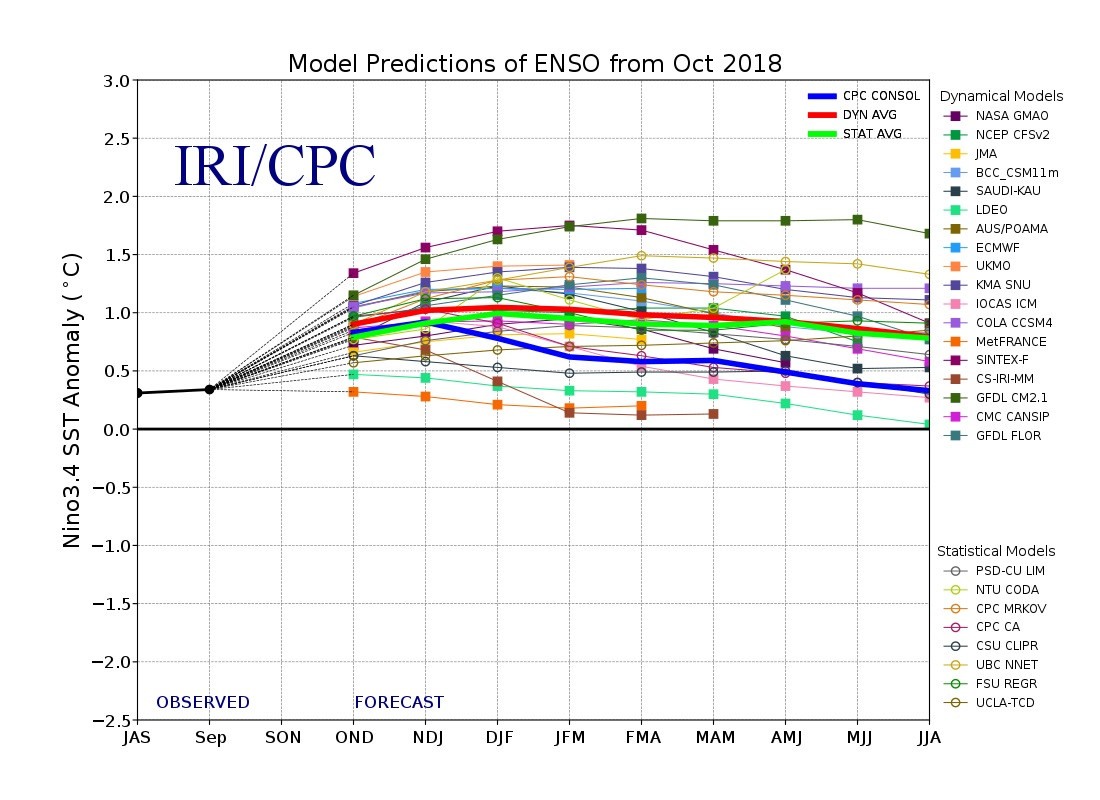 Model Predictions of ENSO from Oct 2018
IRI/CPC
CPC CONSOL
DYN AVG
STAT AVG
Nino3.4 SST Anomaly (°C)
3.0
2.5
2.0
1.5
1.0
0.5
0.0
−0.5
−1.0
−1.5
−2.0
−2.5
OBSERVED FORECAST
JAS Sep SON OND NDJ DJF JFM FMA MAM AMJ MJJ JJA
Dynamical Models
NASA GMAO
NCEP CFSv2
JMA
BCC_CSM11m
SAUDI-KAU
LDEO
AUS/POAMA
ECMWF
UKMO
KMA SNU
IOCAS ICM
COLA CCSM4
MetFRANCE
SINTEX-F
CS-IRI-MM
GFDL CM2.1
CMC CANSIP
GFDL FLOR
Statistical Models
PSD-CU LIM
NTU CODA
CPC MRKOV
CPC CA
CSU CLIPR
UBC NNET
FSU REGR
UCLA-TCD